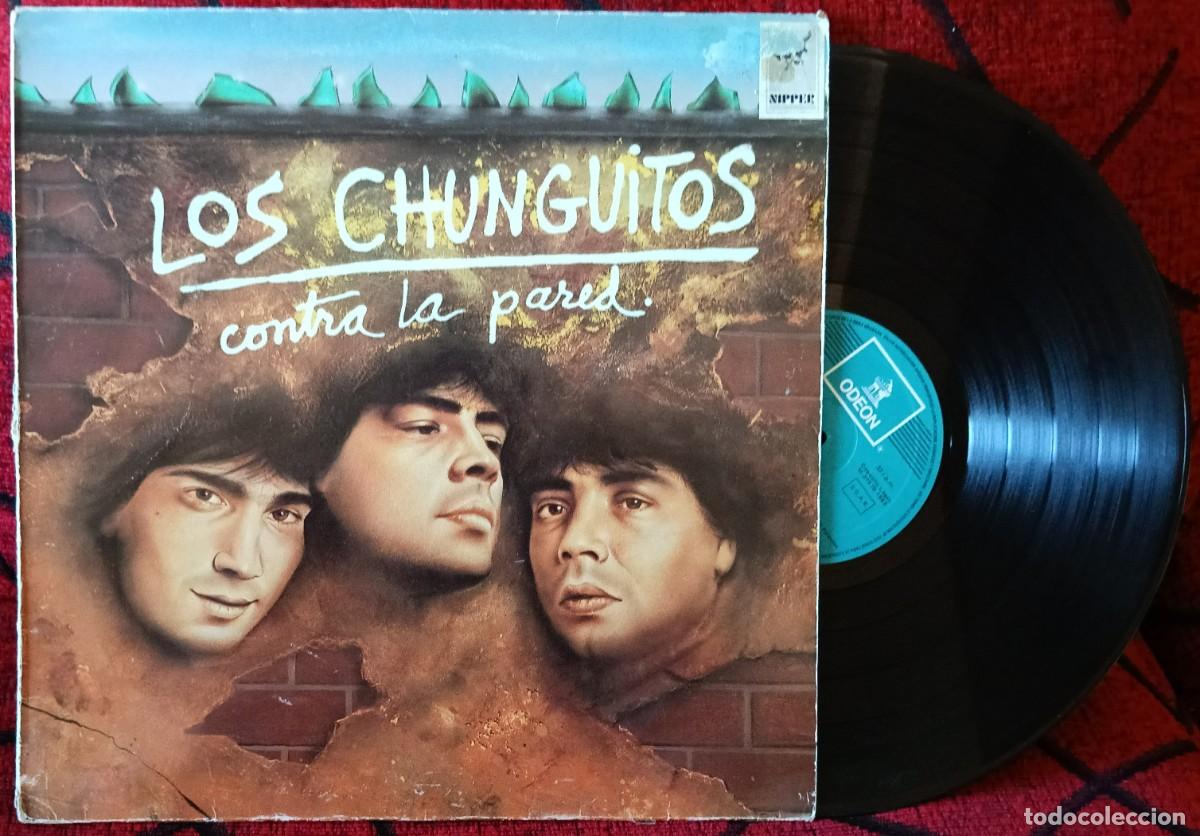 NIPPER
LOS CHUNGUITOS
contra la pared.
ODEON
todocoleccion